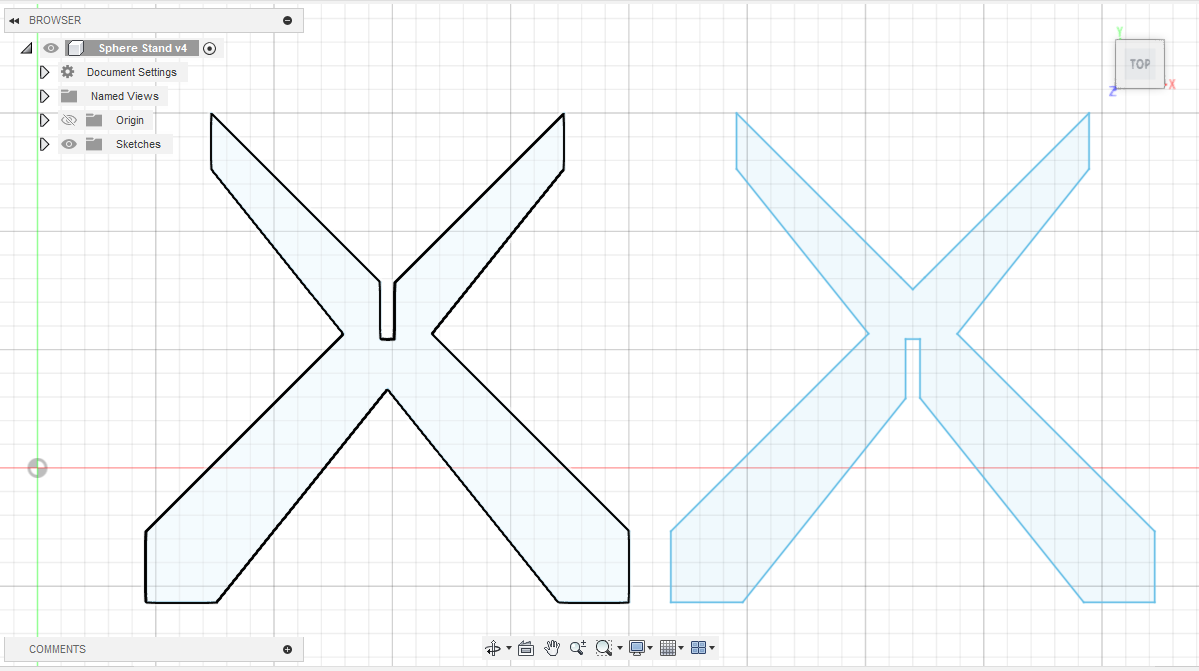 BROWSER
Sphere Stand v4
Document Settings
Named Views
Origin
Sketches
Y
TOP
X
Z
COMMENTS